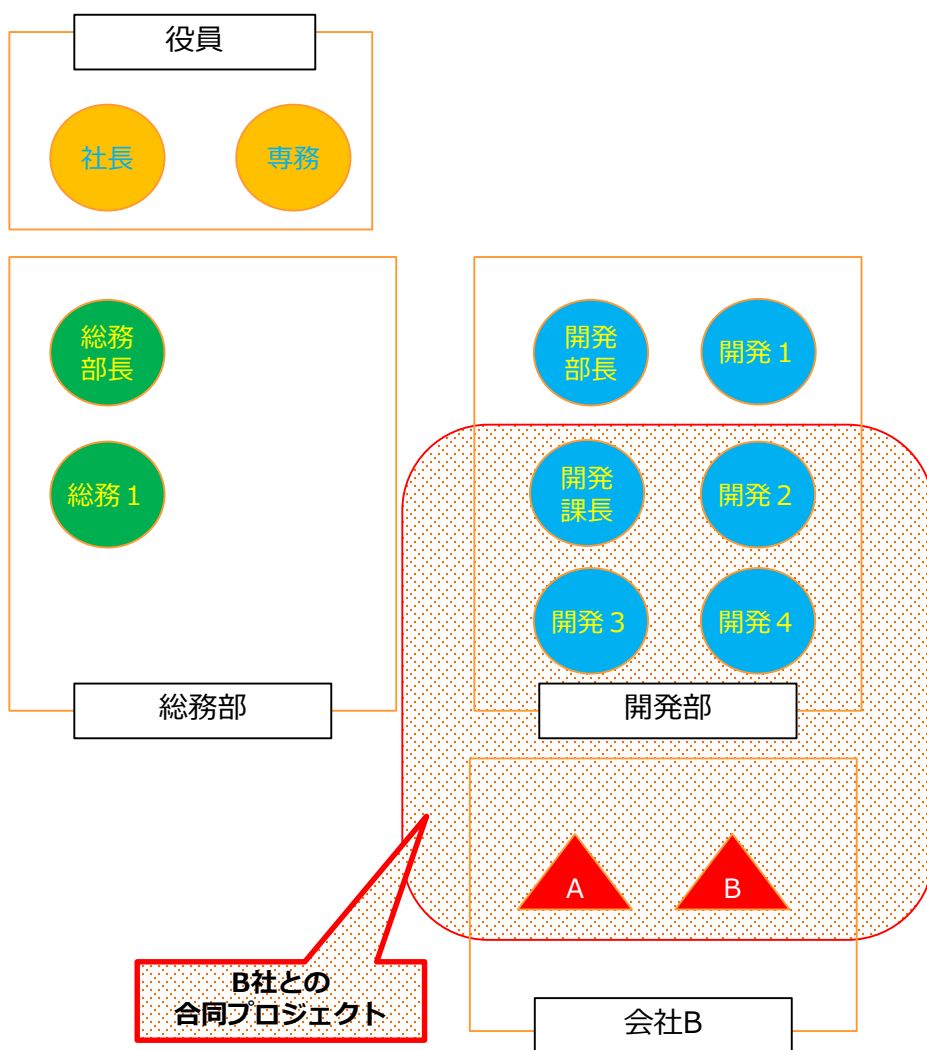 役員
社長
専務
総務
部長
総務１
総務部
開発
部長
開発１
開発
課長
開発２
開発３
開発４
開発部
A
B
B社との
合同プロジェクト
会社B